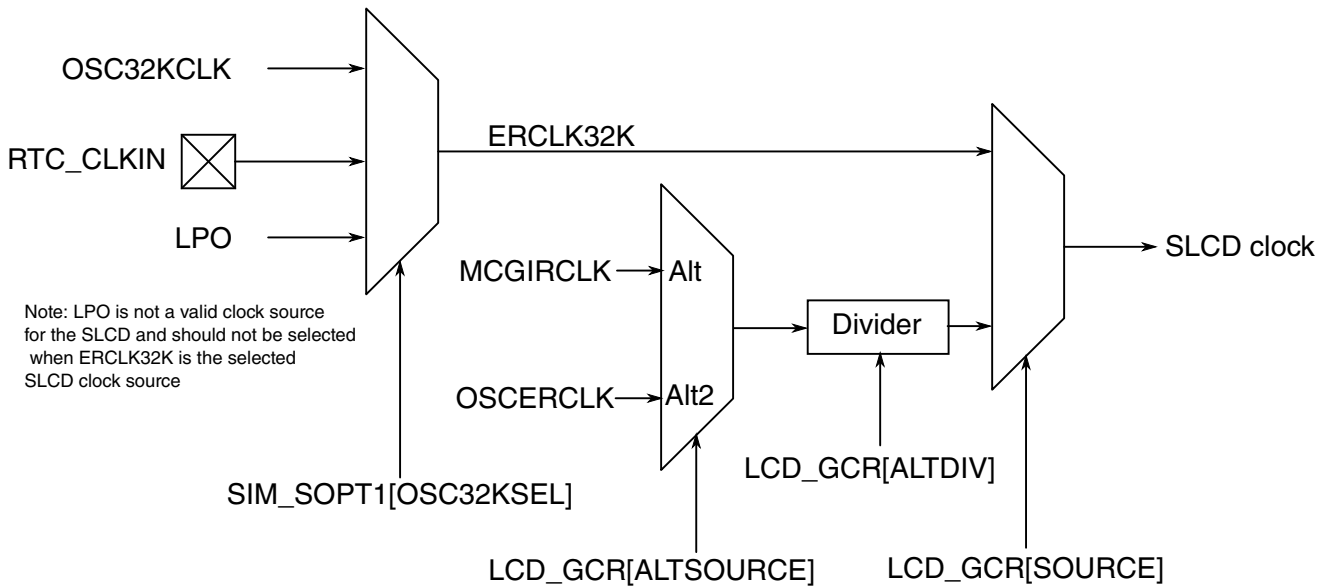 OSC32KCLK
RTC_CLKIN
LPO
ERCLK32K
MCGIRCLK
Alt
OSCERCLK
Alt2
Divider
SLCD clock
Note: LPO is not a valid clock source
for the SLCD and should not be selected
when ERCLK32K is the selected
SLCD clock source
SIM_SOPT1[OSC32KSEL]
LCD_GCR[ALTDIV]
LCD_GCR[ALTSOURCE]
LCD_GCR[SOURCE]